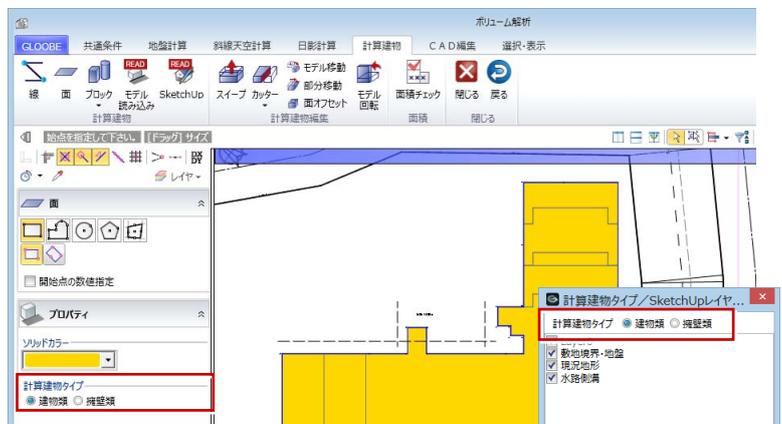 ボリューム解析
GLOOBE 共通条件 地盤計算 斜線天空計算 日影計算 計算建物 CAD編集 選択・表示
READ READ
モデル移動
部分移動
面オフセット
線 面 ブロック モデル読み込み SketchUp スイープ カッター モデル回転 面積チェック 閉じる 戻る
計算建物 計算建物編集 面積 閉じる
始点を指定して下さい。 [[ドラッグ] サイズ
レイヤ
面
開始点の数値指定
プロパティ
ソリッドカラー
計算建物タイプ
建物類 擁壁類
計算建物タイプ／SketchUpレイヤ...
計算建物タイプ 建物類 擁壁類
敷地境界・地盤
現況地形
水路側溝